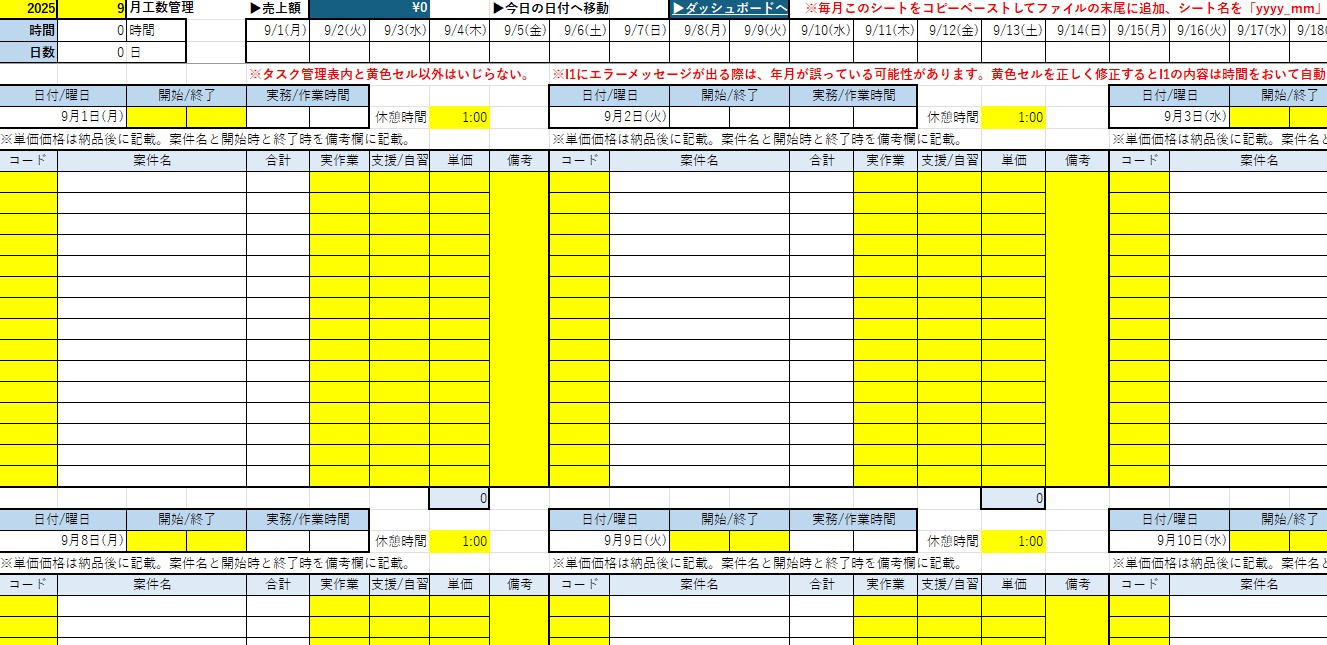 2025 9 月工数管理 ▶売上額 ¥0 ▶今日の日付へ移動 ▶ダッシュボードへ ※毎月このシートをコピーペーストしてファイルの末尾に追加、シート名を「yyyy_mm」
時間 0 時間 9/1(月) 9/2(火) 9/3(水) 9/4(木) 9/5(金) 9/6(土) 9/7(日) 9/8(月) 9/9(火) 9/10(水) 9/11(木) 9/12(金) 9/13(土) 9/14(日) 9/15(月) 9/16(火) 9/17(水) 9/18(
日数 0 日
※タスク管理表内と黄色セル以外はいじらない。 ※I1にエラーメッセージが出る際は、年月が誤っている可能性があります。黄色セルを正しく修正するとI1の内容は時間をおいて自動
日付/曜日 開始/終了 実務/作業時間 日付/曜日 開始/終了 実務/作業時間 日付/曜日 開始/終了
9月1日(月) 休憩時間 1:00 9月2日(火) 休憩時間 1:00 9月3日(水)
※単価価格は納品後に記載。案件名と開始時と終了時を備考欄に記載。 ※単価価格は納品後に記載。案件名と開始時と終了時を備考欄に記載。 ※単価価格は納品後に記載。案件名と
コード 案件名 合計 実作業 支援/自習 単価 備考 コード 案件名 合計 実作業 支援/自習 単価 備考 コード 案件名
0 0
日付/曜日 開始/終了 実務/作業時間 日付/曜日 開始/終了 実務/作業時間 日付/曜日 開始/終了
9月8日(月) 休憩時間 1:00 9月9日(火) 休憩時間 1:00 9月10日(水)
※単価価格は納品後に記載。案件名と開始時と終了時を備考欄に記載。 ※単価価格は納品後に記載。案件名と開始時と終了時を備考欄に記載。 ※単価価格は納品後に記載。案件名と
コード 案件名 合計 実作業 支援/自習 単価 備考 コード 案件名 合計 実作業 支援/自習 単価 備考 コード 案件名